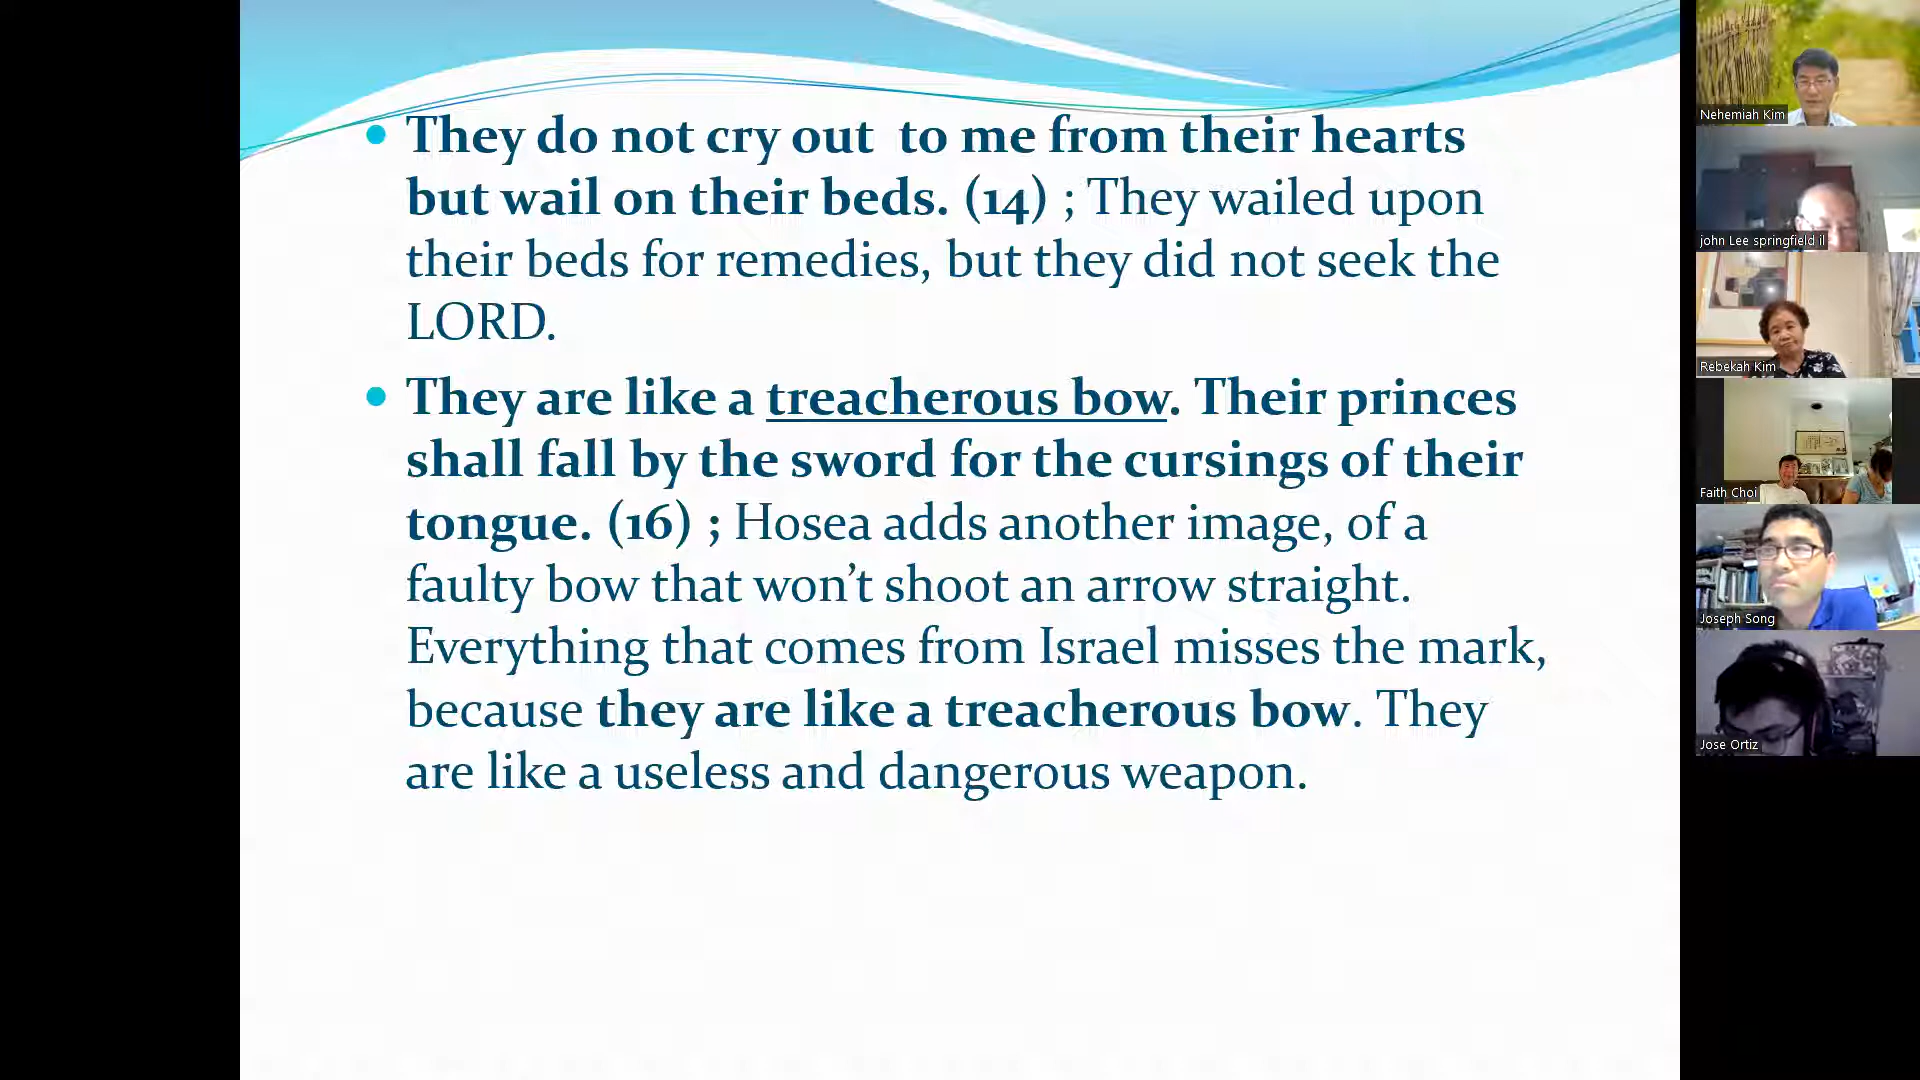 They do not cry out  to me from their hearts
but wail on their beds. (14) ; They wailed upon
their beds for remedies, but they did not seek the
LORD.
They are like a treacherous bow. Their princes
shall fall by the sword for the cursings of their
tongue. (16) ; Hosea adds another image, of a
faulty bow that won’t shoot an arrow straight.
Everything that comes from Israel misses the mark,
because they are like a treacherous bow. They
are like a useless and dangerous weapon.
Nehemiah Kim
john Lee springfield il
Rebekah Kim
Faith Choi
Joseph Song
Jose Ortiz